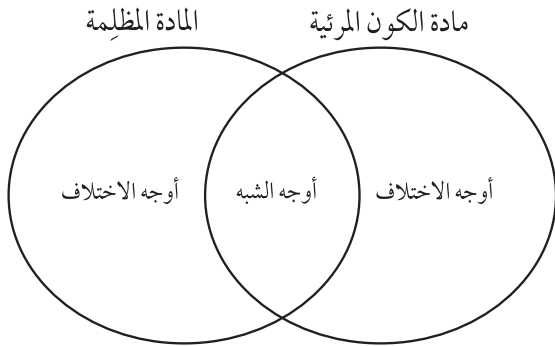 مادة الكون المرئية
المادة المظلِمة
أوجه الاختلاف
أوجه الشبه
أوجه الاختلاف